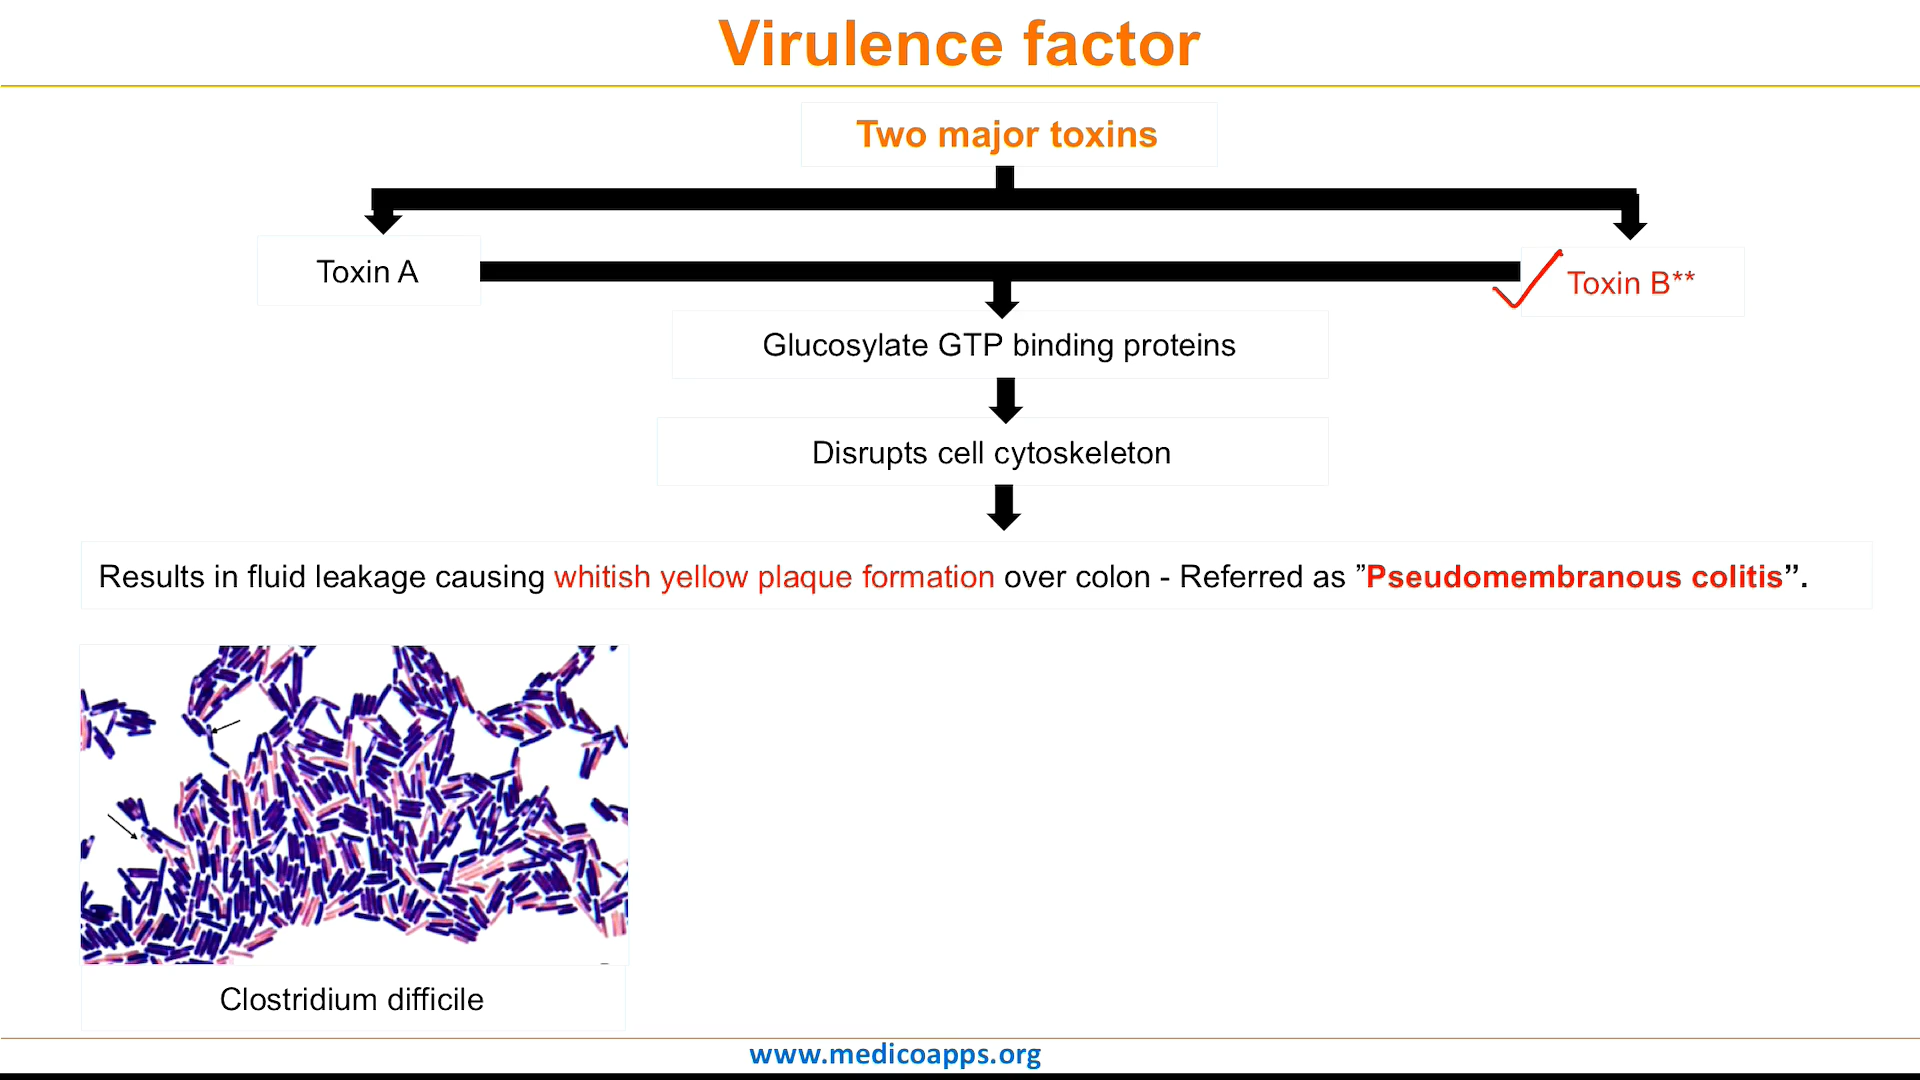 Virulence factor
Two major toxins
Toxin A
Toxin B**
Glucosylate GTP binding proteins
Disrupts cell cytoskeleton
Results in fluid leakage causing whitish yellow plaque formation over colon - Referred as ”Pseudomembranous colitis”.
Clostridium difficile
www.medicoapps.org